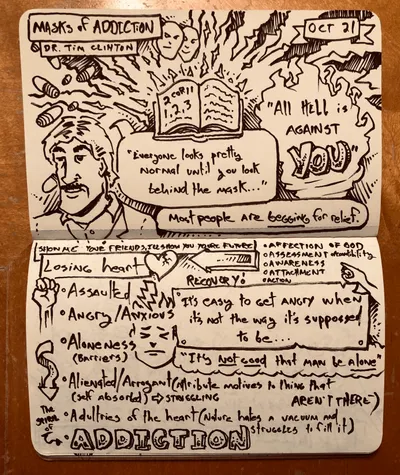 MASKS of ADDICTION
DR. TIM CLINTON
OCT 21
2 COR 11
1,2,3
"All HELL is
AGAINST
YOU"
"Everyone looks pretty
normal until you look
behind the mask..."
Most people are begging for relief.
SHOW ME YOUR FRIENDS, I'LL SHOW YOU YOUR FUTURE
Losing heart
• Assaulted
• Angry/Anxious
• Aloneness
(Barriers)
• Alienated/Arrogant (attribute motives to thing that
AREN'T THERE)
(self absorbed) ⇒ STRUGGLING
• Adultries of the heart (Nature hates a vacuum and
struggles to fill it)
The
of
ADDICTION
RECOVERY:
• AFFECTION OF GOD
• ASSESSMENT
• AWARENESS
• ATTACHMENT
• ACTION
"It's easy to get angry when
it's not the way it's supposed
to be...
"It's not good that man be alone"